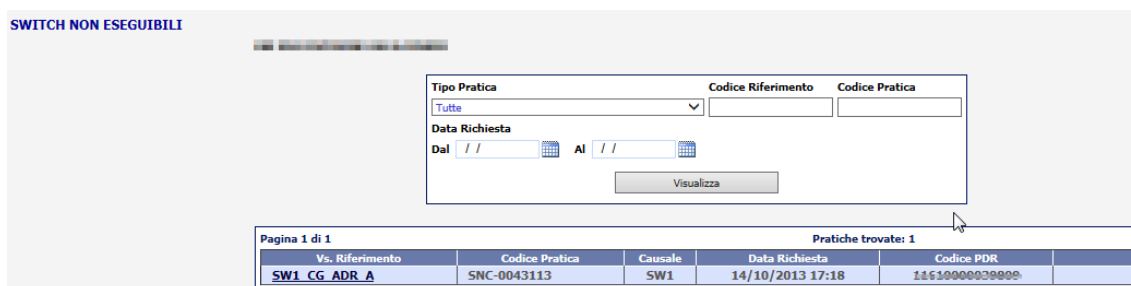 SWITCH NON ESEGUIBILI
Tipo Pratica Codice Riferimento Codice Pratica
Tutte
Data Richiesta
Dal / / Al / /
Visualizza
Pagina 1 di 1 Pratiche trovate: 1
Vs. Riferimento Codice Pratica Causale Data Richiesta Codice PDR
SW1_CG_ADR_A SNC-0043113 SW1 14/10/2013 17:18